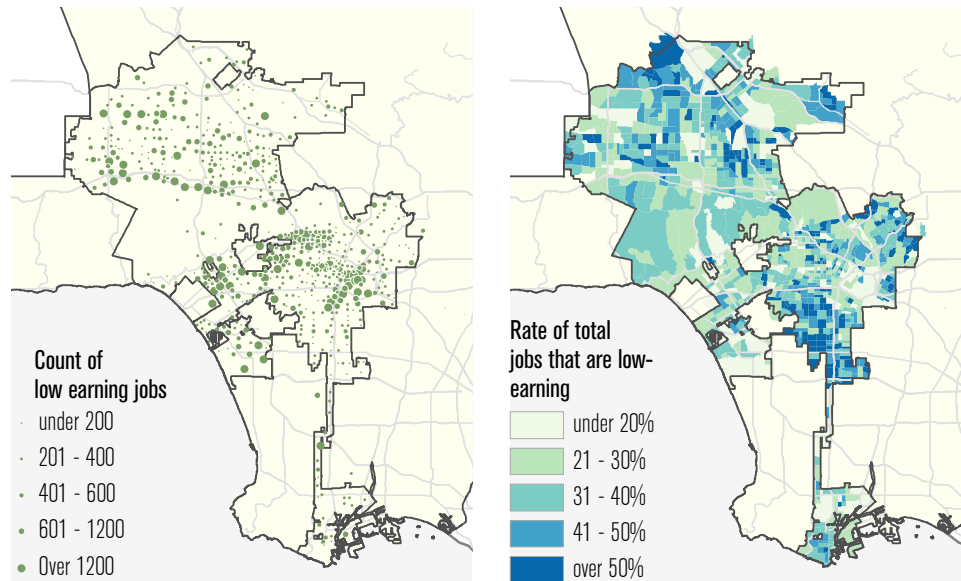 Count of
low earning jobs
under 200
201 - 400
401 - 600
601 - 1200
Over 1200
Rate of total
jobs that are low-
earning
under 20%
21 - 30%
31 - 40%
41 - 50%
over 50%